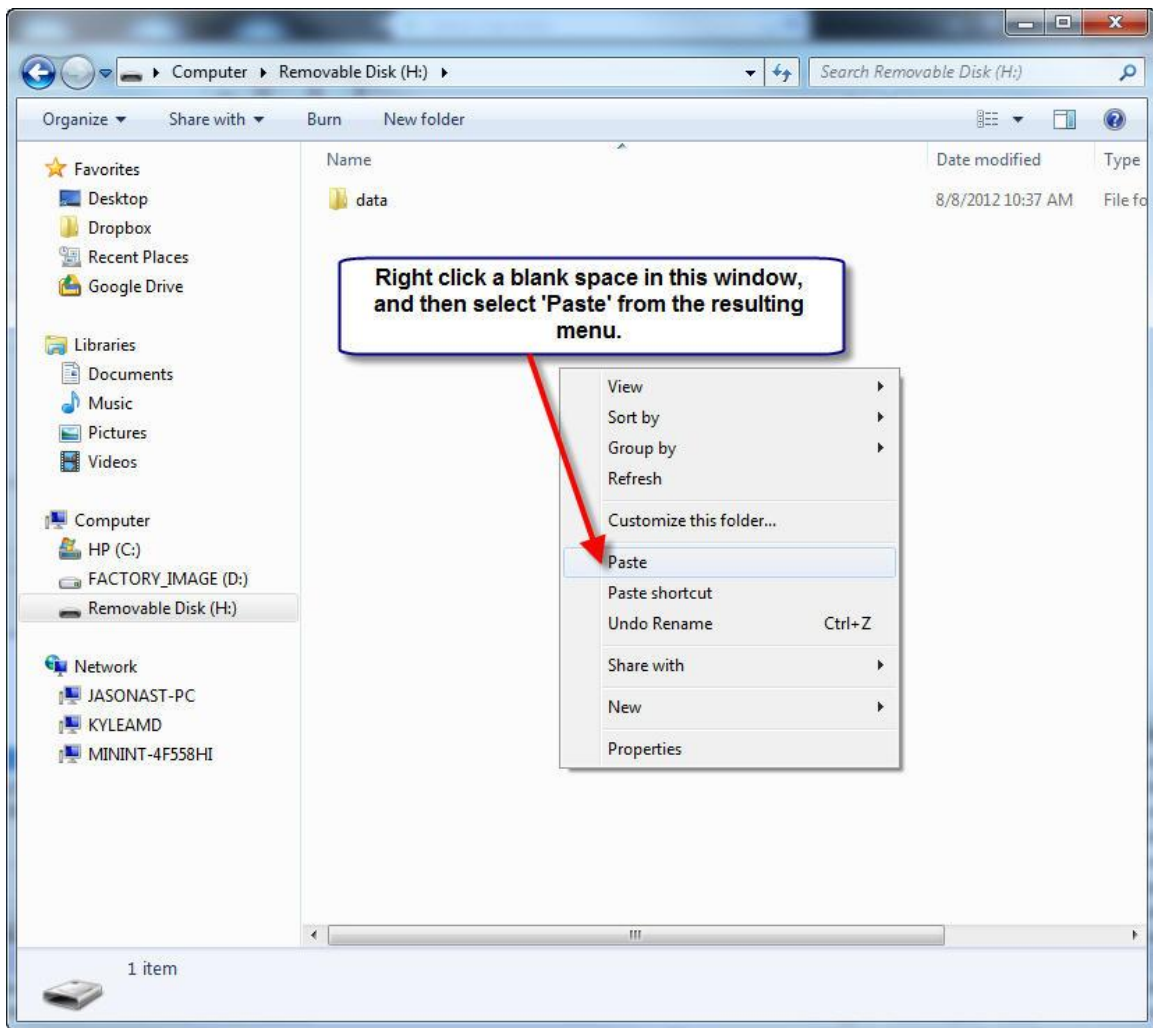 Computer ▸ Removable Disk (H:) ▸
Search Removable Disk (H:)
Organize Share with Burn New folder
Name Date modified Type
Favorites
Desktop
Dropbox
Recent Places
Google Drive
Libraries
Documents
Music
Pictures
Videos
Computer
HP (C:)
FACTORY_IMAGE (D:)
Removable Disk (H:)
Network
JASONAST-PC
KYLEAMD
MININT-4F558HI
data 8/8/2012 10:37 AM File fo
Right click a blank space in this window,
and then select 'Paste' from the resulting
menu.
View
Sort by
Group by
Refresh
Customize this folder...
Paste
Paste shortcut
Undo Rename Ctrl+Z
Share with
New
Properties
1 item